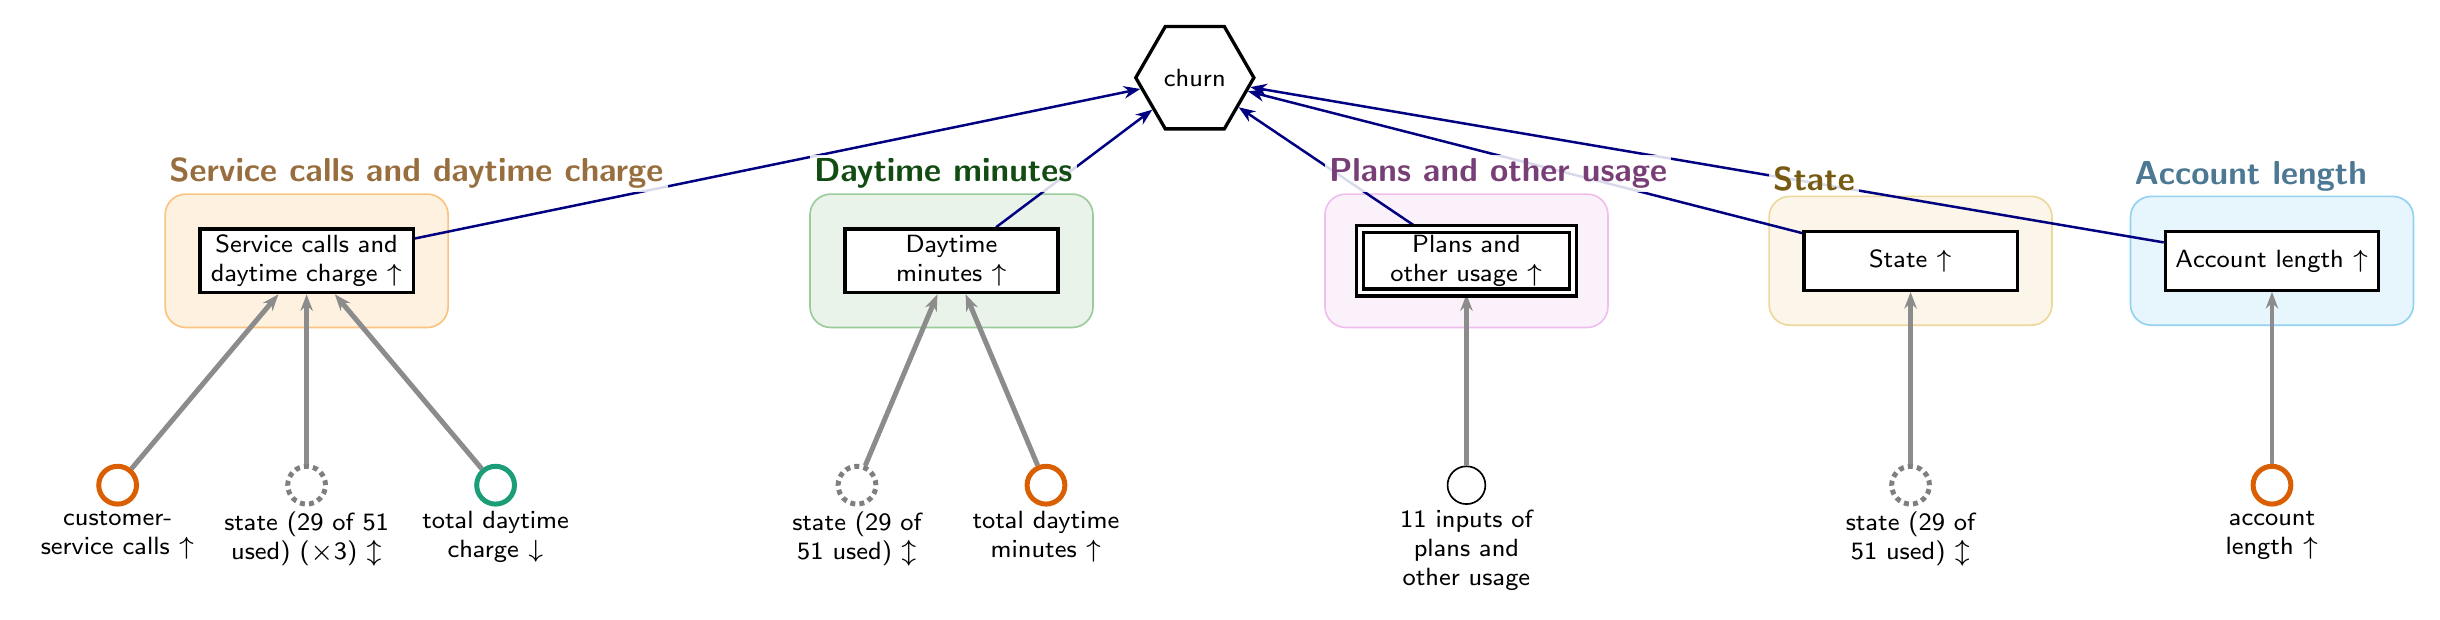 churn
Service calls and daytime charge
Daytime minutes
Plans and other usage
State
Account length
Service calls and
daytime charge ↑
Daytime
minutes ↑
Plans and
other usage ↑
State ↑
Account length ↑
customer-
service calls ↑
state (29 of 51
used) (×3) ↕
total daytime
charge ↓
state (29 of
51 used) ↕
total daytime
minutes ↑
11 inputs of
plans and
other usage
state (29 of
51 used) ↕
account
length ↑